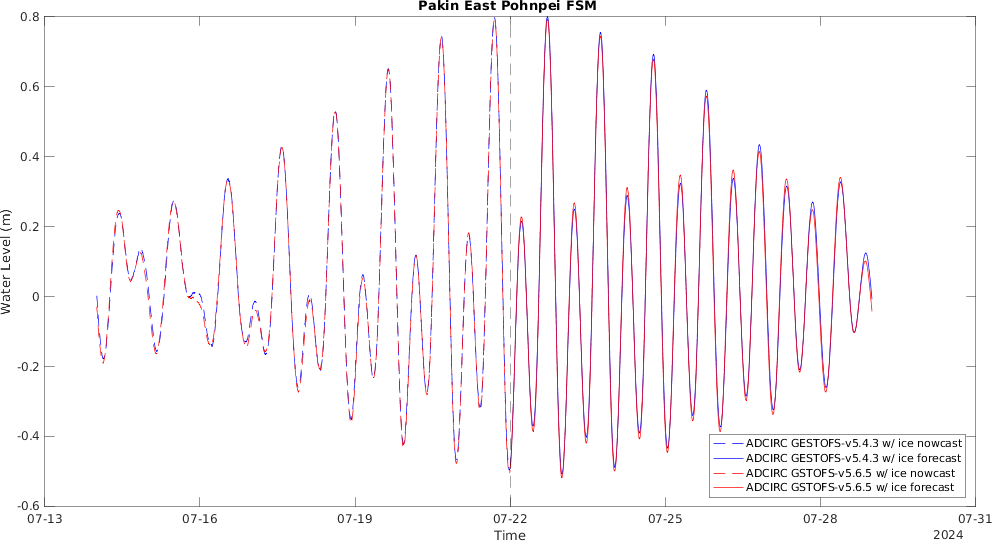 Pakin East Pohnpei FSM
0.8
0.6
0.4
0.2
0
-0.2
-0.4
-0.6
Water Level (m)
ADCIRC GESTOFS-v5.4.3 w/ ice nowcast
ADCIRC GESTOFS-v5.4.3 w/ ice forecast
ADCIRC GSTOFS-v5.6.5 w/ ice nowcast
ADCIRC GSTOFS-v5.6.5 w/ ice forecast
07-13 07-16 07-19 07-22 07-25 07-28 07-31
Time
2024